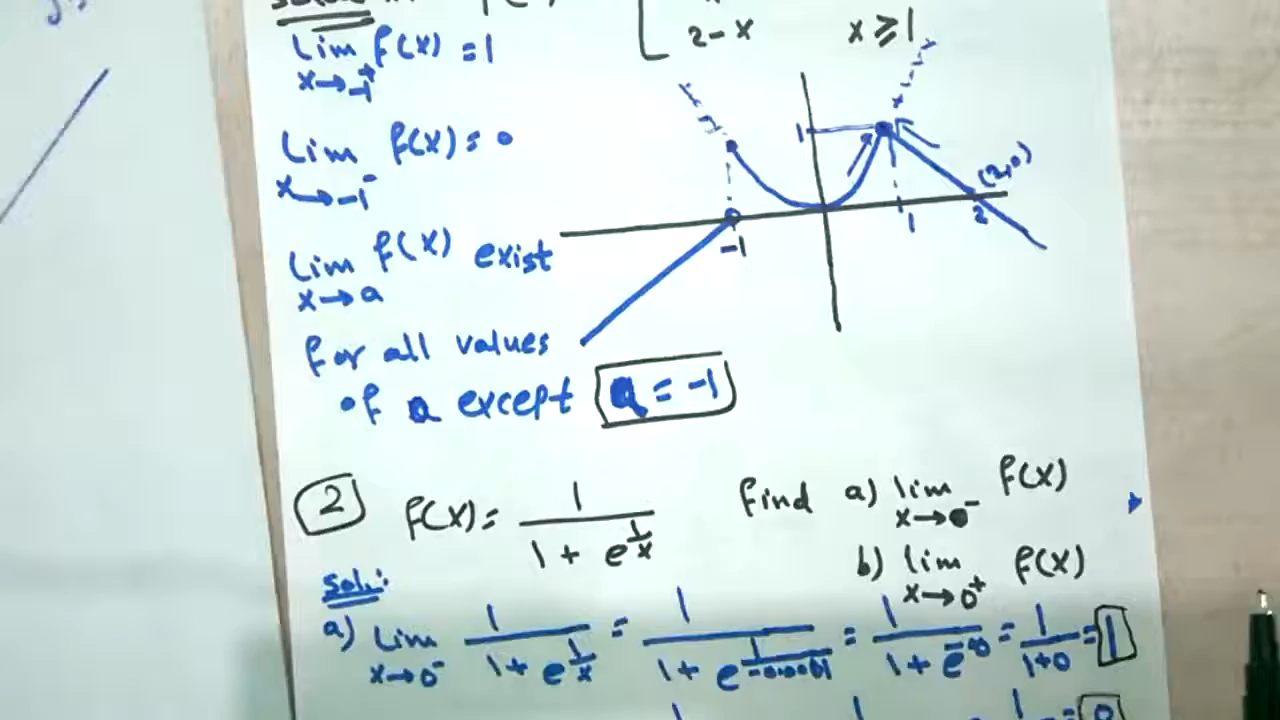 2 - x x ≥ 1
lim f(x) = 1
x→-1⁺
lim f(x) = 0
x→-1⁻
lim f(x) exist
x→a
for all values
of a except a = -1
1
-1
1
2
(2,0)
② f(x) = 1/(1 + e^(1/x)) Find a) lim f(x)
x→0⁻
b) lim f(x)
x→0⁺
Sol:
a) lim 1/(1 + e^(1/x)) = 1/(1 + e^(1/-0.0001)) = 1/(1 + e^-∞) = 1/(1+0) = 1
x→0⁻